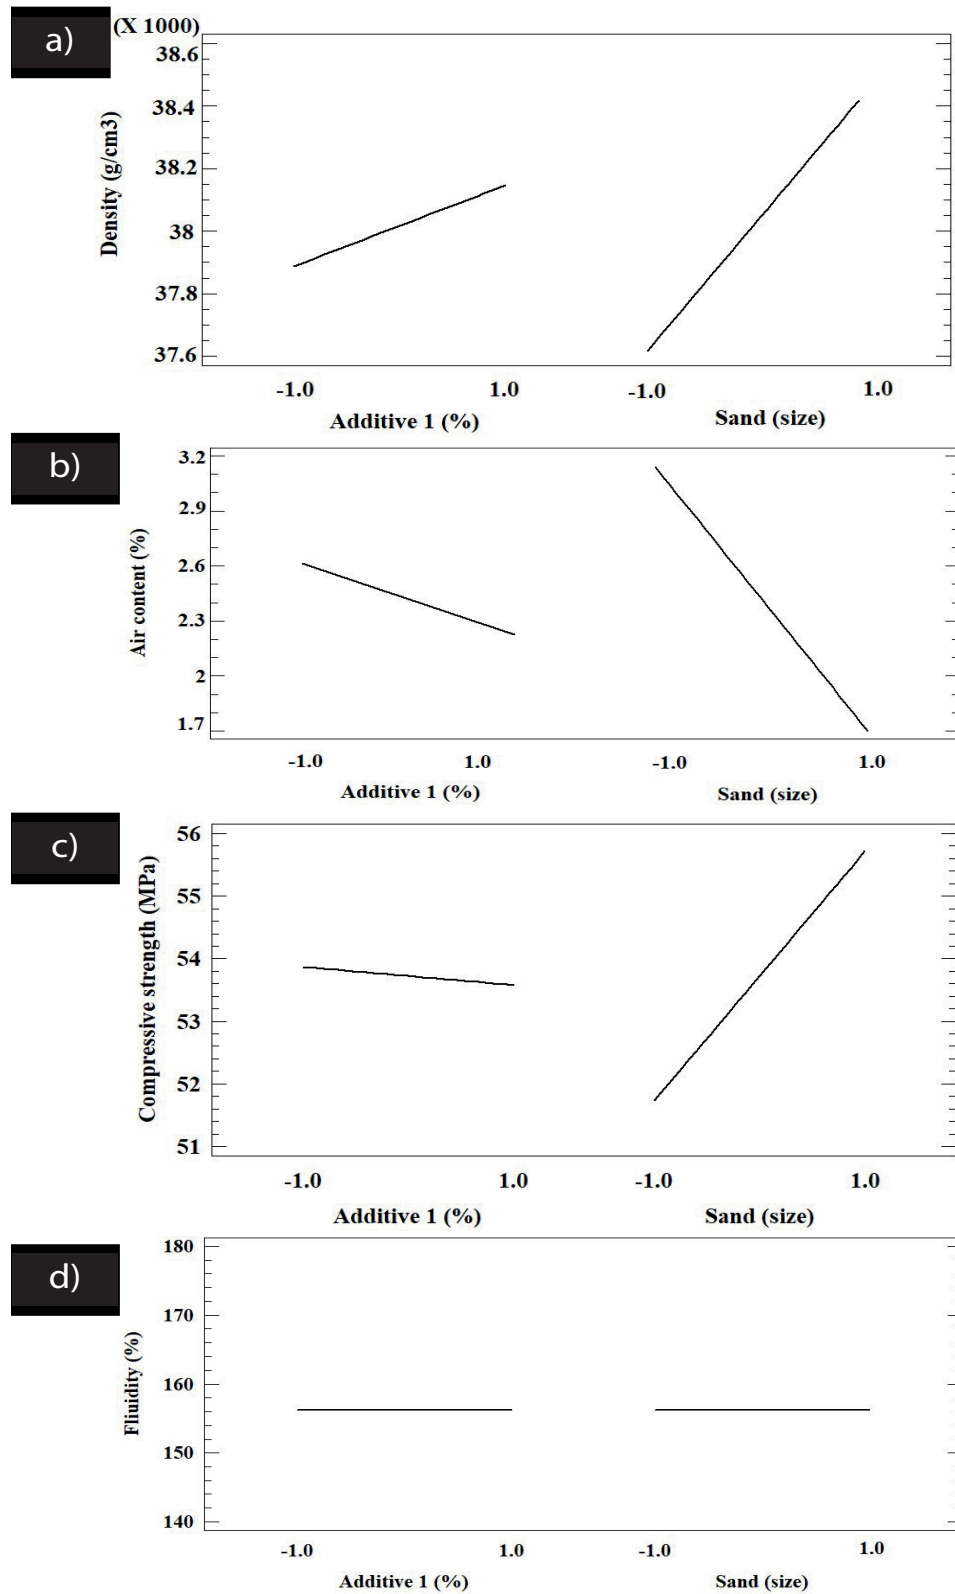 a)
(X 1000)
38.6
38.4
38.2
38
37.8
37.6
Density (g/cm3)
-1.0 1.0 -1.0 1.0
Additive 1 (%) Sand (size)
b)
3.2
2.9
2.6
2.3
2
1.7
Air content (%)
-1.0 1.0 -1.0 1.0
Additive 1 (%) Sand (size)
c)
56
55
54
53
52
51
Compressive strength (MPa)
-1.0 1.0 -1.0 1.0
Additive 1 (%) Sand (size)
d)
180
170
160
150
140
Fliuidity (%)
-1.0 1.0 -1.0 1.0
Additive 1 (%) Sand (size)